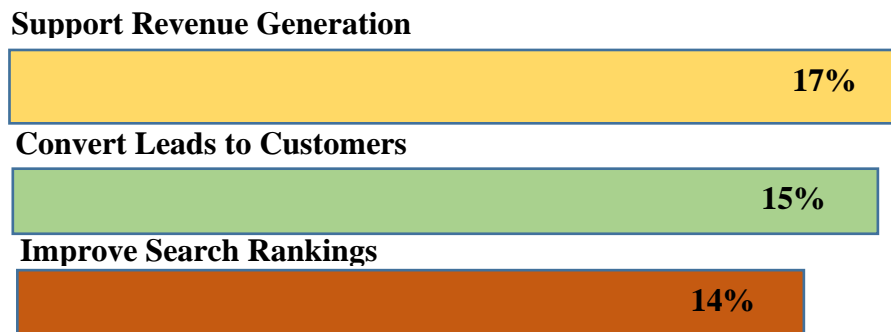 Support Revenue Generation
17%
Convert Leads to Customers
15%
Improve Search Rankings
14%